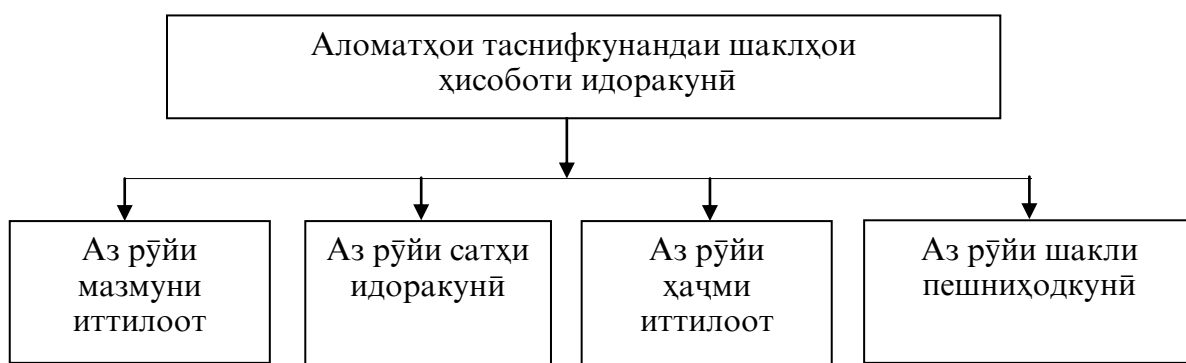 Аломатҳои таснифкунандаи шаклҳои
ҳисоботи идоракунӣ
Аз рӯйи
мазмуни
иттилоот
Аз рӯйи сатҳи
идоракунӣ
Аз рӯйи
ҳаҷми
иттилоот
Аз рӯйи шакли
пешниҳодкунӣ